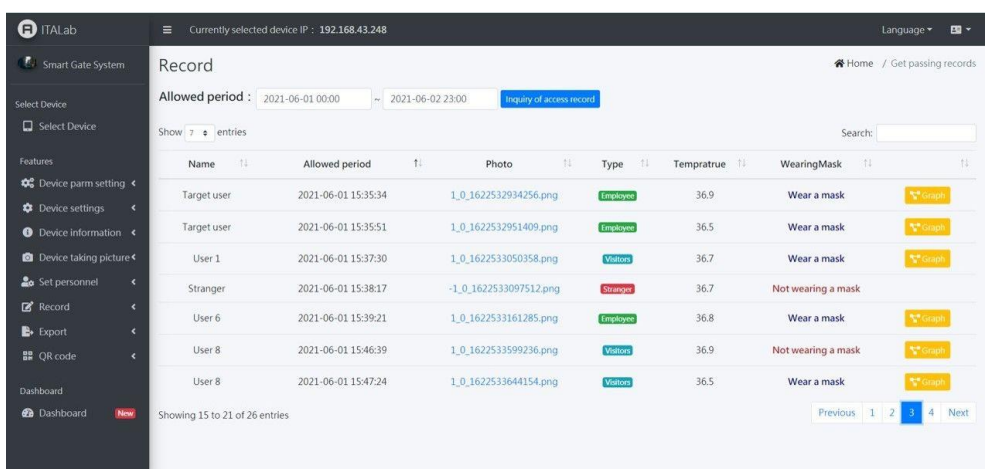 ITALab
Currently selected device IP : 192.168.43.248
Language
Smart Gate System
Select Device
Select Device
Features
Device parm setting
Device settings
Device information
Device taking picture
Set personnel
Record
Export
QR code
Dashboard
Dashboard New
Record
Home / Get passing records
Allowed period : 2021-06-01 00:00 ~ 2021-06-02 23:00 Inquiry of access record
Show 7 entries Search:
Name Allowed period Photo Type Tempratrue WearingMask
Target user 2021-06-01 15:35:34 1_0_1622532934256.png Employee 36.9 Wear a mask Graph
Target user 2021-06-01 15:35:51 1_0_1622532951409.png Employee 36.5 Wear a mask Graph
User 1 2021-06-01 15:37:30 1_0_1622533050358.png Visitors 36.7 Wear a mask Graph
Stranger 2021-06-01 15:38:17 -1_0_1622533097512.png Stranger 36.7 Not wearing a mask
User 6 2021-06-01 15:39:21 1_0_1622533161285.png Employee 36.8 Wear a mask Graph
User 8 2021-06-01 15:46:39 1_0_1622533599236.png Visitors 36.9 Not wearing a mask Graph
User 8 2021-06-01 15:47:24 1_0_1622533644154.png Visitors 36.5 Wear a mask Graph
Showing 15 to 21 of 26 entries
Previous 1 2 3 4 Next